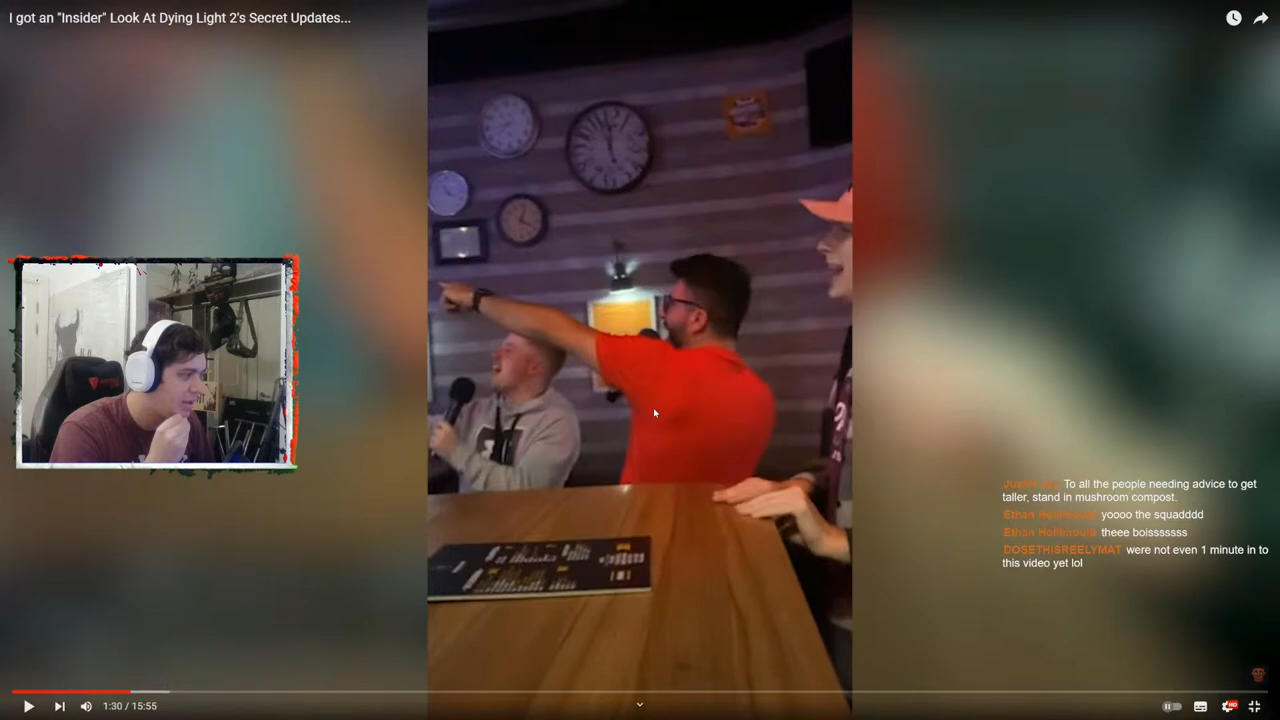 I got an "Insider" Look At Dying Light 2's Secret Updates...
To all the people needing advice to get
taller, stand in mushroom compost.
yoooo the squadddd
theee boisssssss
DOSETHISREELYMAT were not even 1 minute in to
this video yet lol
1:30 / 15:55
HD